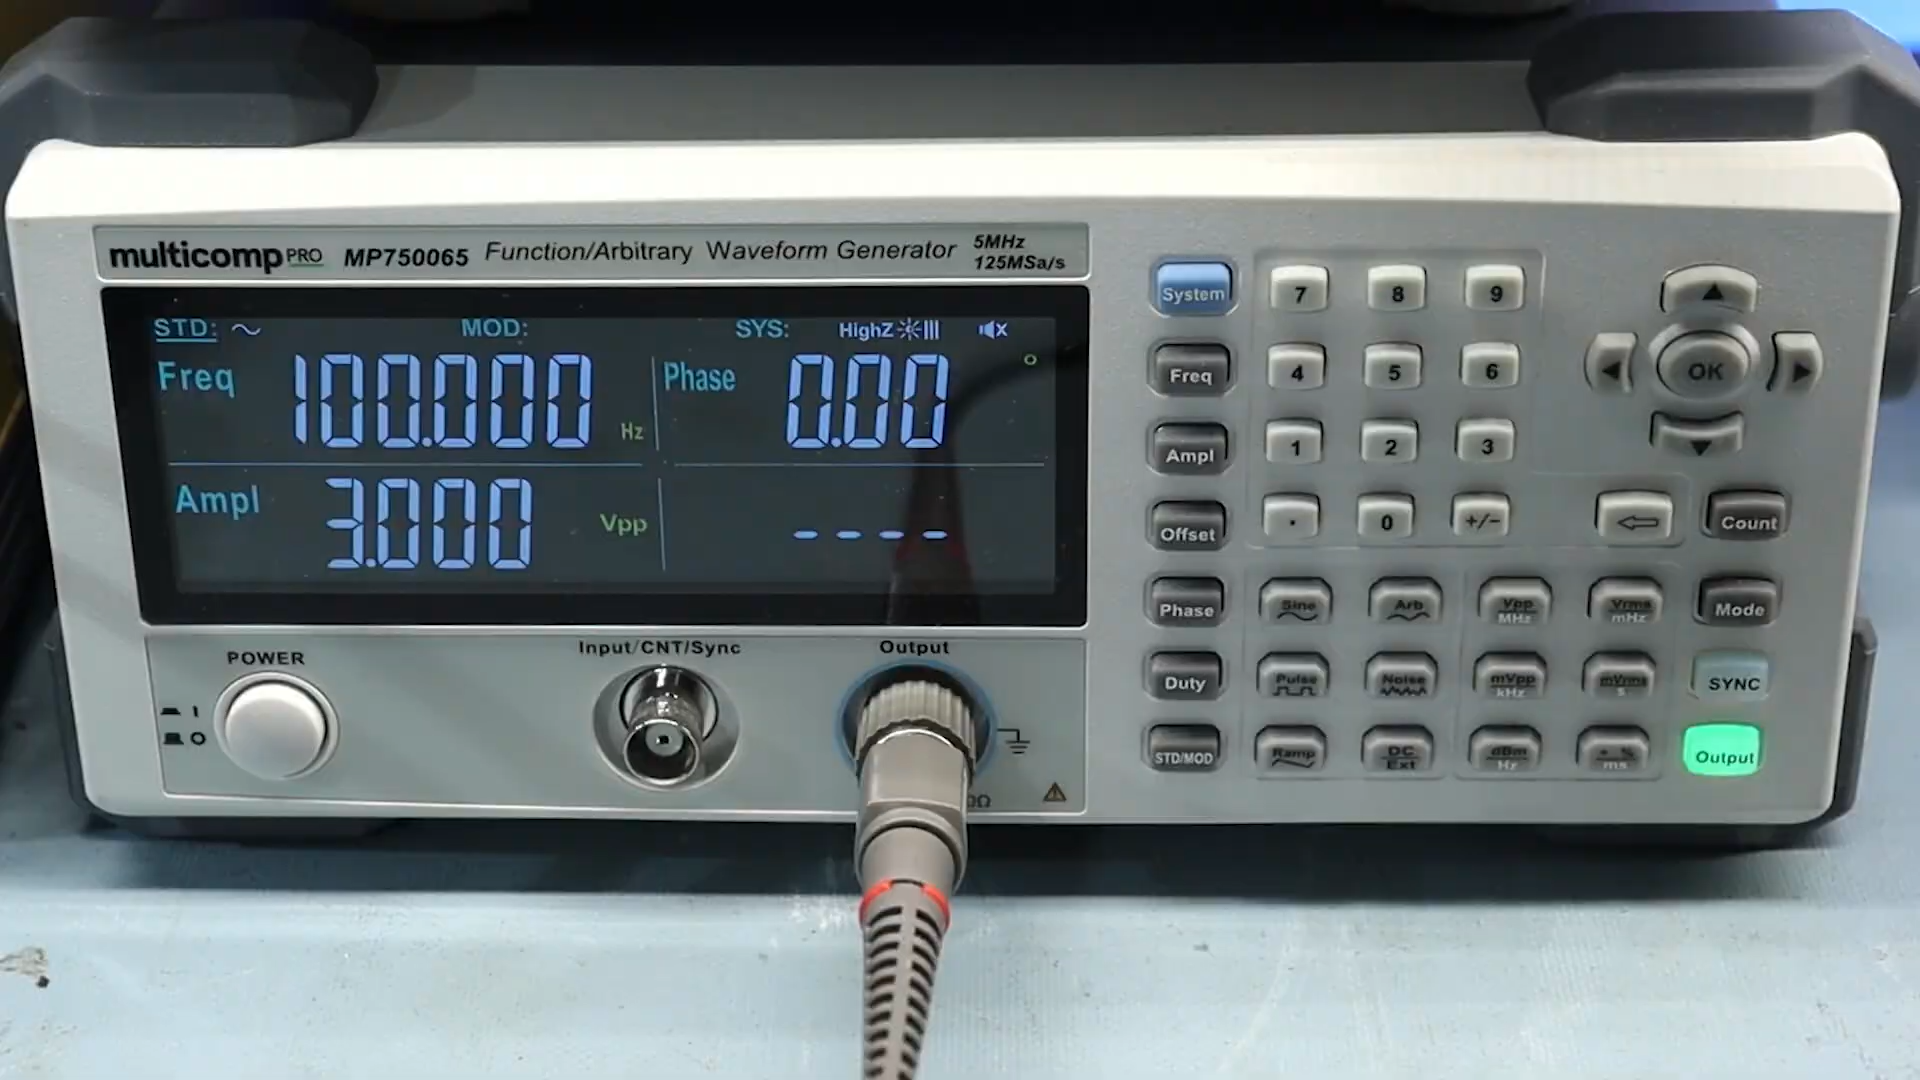 multicomp PRO MP750065 Function/Arbitrary Waveform Generator 5MHz 125MSa/s
STD: MOD: SYS: HighZ
Freq 100.000 Hz Phase 0.00 °
Ampl 3.000 Vpp ----
POWER
I
O
Input/CNT/Sync
Output
Ω
System 7 8 9
Freq 4 5 6 OK
Ampl 1 2 3
Offset . 0 +/- Count
Phase Sine Arb Vpp MHz Vrms mHz Mode
Duty Pulse Noise mVpp kHz mVrms s SYNC
STD/MOD Ramp DC Ext dBm Hz ° % ms Output